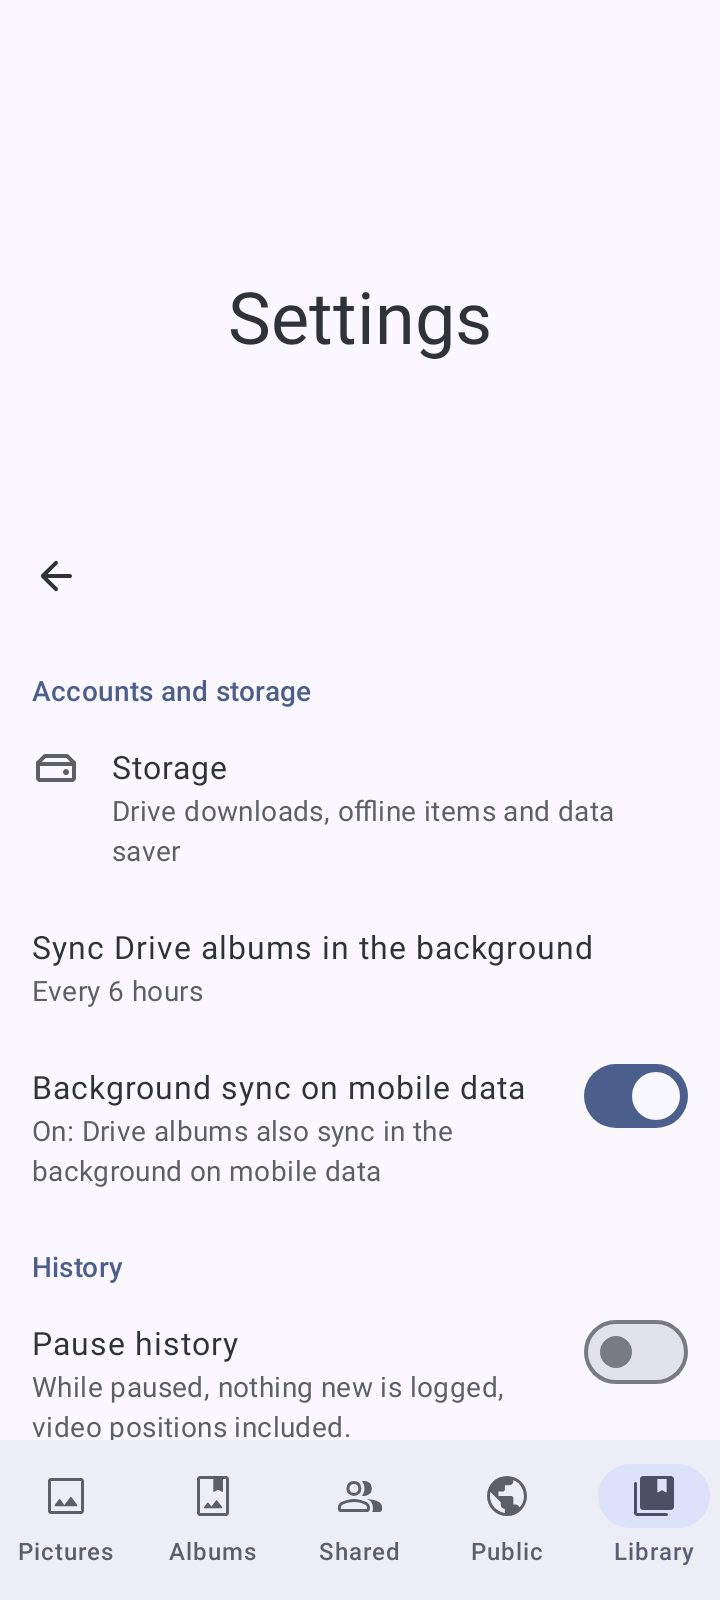 Settings
Accounts and storage
Storage
Drive downloads, offline items and data
saver
Sync Drive albums in the background
Every 6 hours
Background sync on mobile data
On: Drive albums also sync in the
background on mobile data
History
Pause history
While paused, nothing new is logged,
video positions included.
Pictures
Albums
Shared
Public
Library